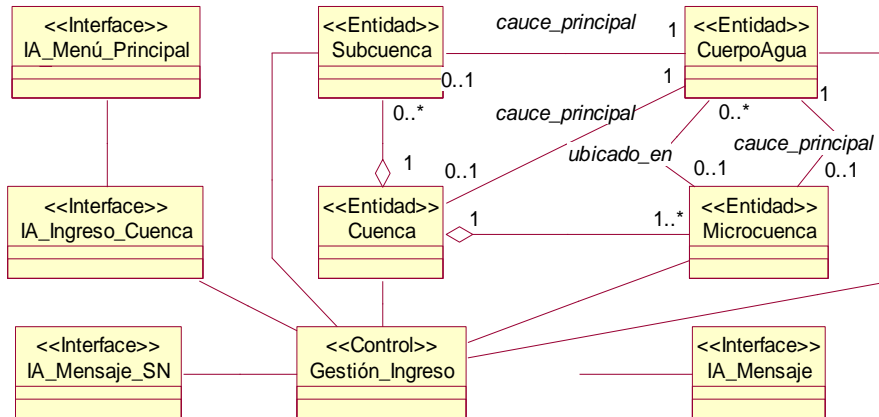 <<Interface>>
IA_Menú_Principal
<<Entidad>>
Subcuenca
cauce_principal
1
<<Entidad>>
CuerpoAgua
0..1
1
1
0..*
0..*
cauce_principal
ubicado_en
cauce_principal
1
0..1
0..1
0..1
<<Interface>>
IA_Ingreso_Cuenca
<<Entidad>>
Cuenca
1
1..*
<<Entidad>>
Microcuenca
<<Interface>>
IA_Mensaje_SN
<<Control>>
Gestión_Ingreso
<<Interface>>
IA_Mensaje